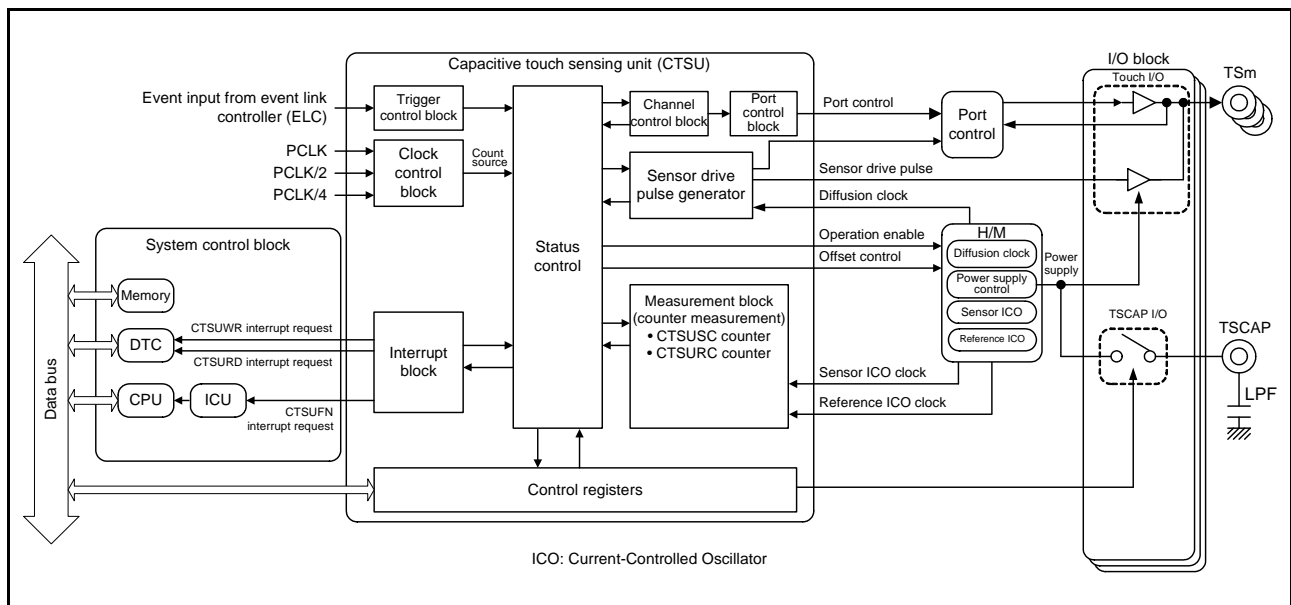 Capacitive touch sensing unit (CTSU)
I/O block
Touch I/O
TSm
Event input from event link
controller (ELC)
Trigger
control block
Channel
control block
Port
control
block
Port control
Port
control
PCLK
PCLK/2
PCLK/4
Clock
control
block
Count
source
Sensor drive
pulse generator
Sensor drive pulse
Diffusion clock
System control block
Status
control
Operation enable
Offset control
H/M
Diffusion clock
Power supply
control
Sensor ICO
Reference ICO
Power
supply
Memory
DTC
CPU
ICU
CTSUWR interrupt request
CTSURD interrupt request
CTSUFN
interrupt request
Interrupt
block
Measurement block
(counter measurement)
• CTSUSC counter
• CTSURC counter
Sensor ICO clock
Reference ICO clock
TSCAP I/O
TSCAP
LPF
Data bus
Control registers
ICO: Current-Controlled Oscillator